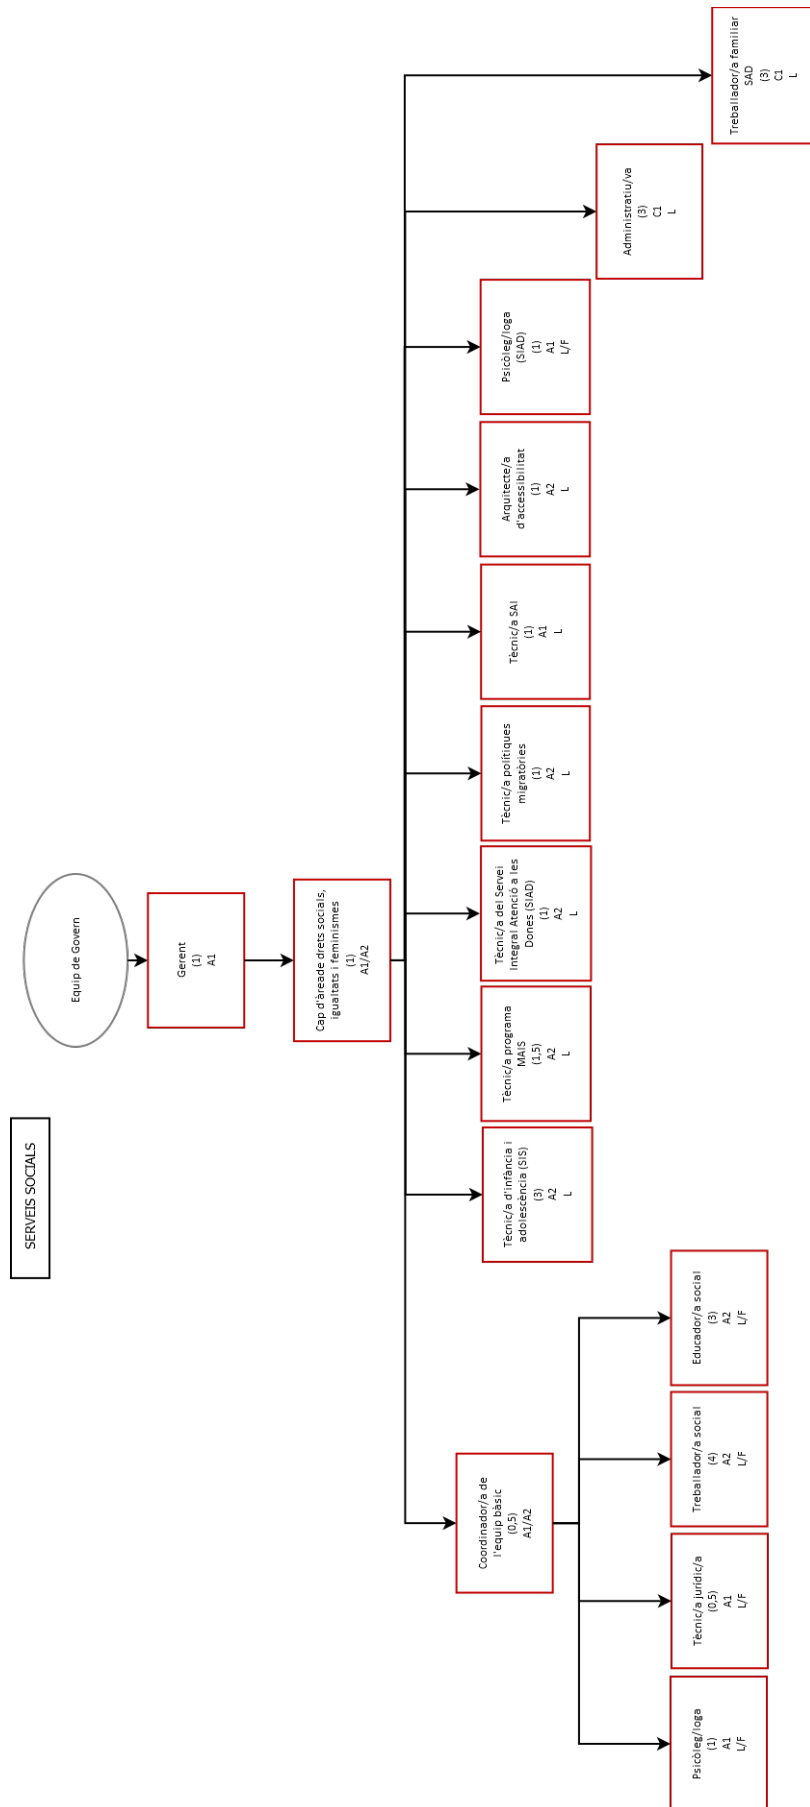 SERVEIS SOCIALS
Equip de Govern
Gerent
(1)
A1
Cap d'àreade drets socials,
igualtats i feminismes
(1)
A1/A2
Coordinador/a de
l'equip bàsic
(0,5)
A1/A2
Psicòleg/loga
(1)
A1
L/F
Tècnic/a jurídic/a
(0,5)
A1
L/F
Treballador/a social
(4)
A2
L/F
Educador/a social
(3)
A2
L/F
Tècnic/a d'infància i
adolescència (SIS)
(3)
A2
L
Tècnic/a programa
MAIS
(1,5)
A2
L
Tècnic/a del Servei
Integral Atenció a les
Dones (SIAD)
(1)
A2
L
Tècnic/a polítiques
migratòries
(1)
A2
L
Tècnic/a SAI
(1)
A1
L
Arquitecte/a
d'accessibilitat
(1)
A2
L
Psicòleg/loga
(SIAD)
(1)
A1
L/F
Administratiu/va
(3)
C1
L
Treballador/a familiar
SAD
(3)
C1
L